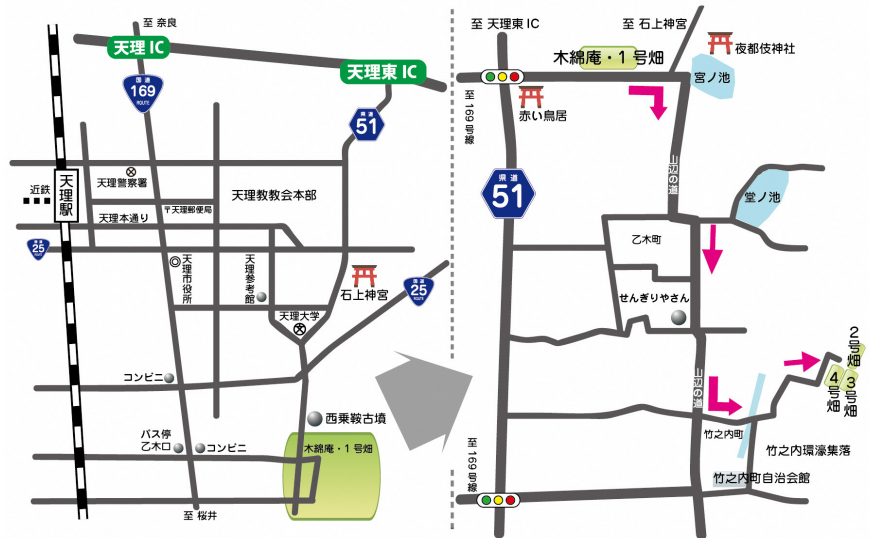 至 奈良
天理 IC
天理東 IC
国道
169
ROUTE
県道
51
近鉄
天理駅
天理警察署
〒天理郵便局
天理教教会本部
天理本通り
国道
25
ROUTE
天理市役所
天理参考館
石上神宮
国道
25
ROUTE
天理大学
コンビニ
西乗鞍古墳
バス停
乙木口
コンビニ
木綿庵・1号畑
至 桜井
至 天理東 IC
至 石上神宮
木綿庵・1号畑
夜都伎神社
宮ノ池
赤い鳥居
至 169号線
山辺の道
県道
51
堂ノ池
乙木町
せんぎりやさん
2号畑
3号畑
4号畑
山辺の道
竹之内町
竹之内環濠集落
至 169号線
竹之内町自治会館